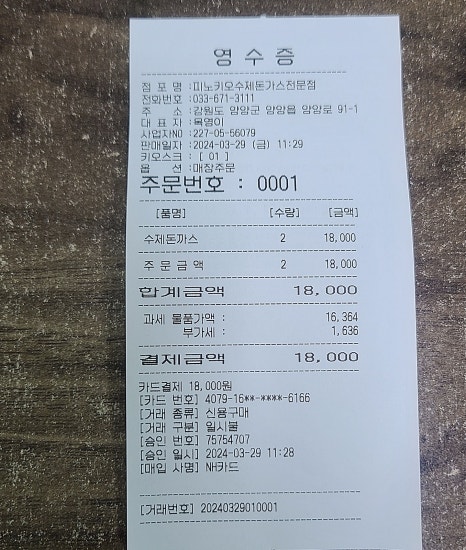 영 수 증
점 포 명 :피노키오수제돈가스전문점
전화번호 :033-671-3111
주 소 :강원도 양양군 양양읍 양양로 91-1
대 표 자 :목영이
사업자NO :227-05-56079
판매일자 :2024-03-29 (금) 11:29
키오스크 : [ 01 ]
옵 션 :매장주문
주문번호 : 0001
[품명] [수량] [금액]
수제돈까스 2 18,000
주 문 금 액 2 18,000
합계금액 18,000
과세 물품가액 : 16,364
부가세 : 1,636
결제금액 18,000
카드결제 18,000원
[카드 번호] 4079-16**-****-6166
[거래 종류] 신용구매
[거래 구분] 일시불
[승인 번호] 75754707
[승인 일시] 2024-03-29 11:28
[매입 사명] NH카드
[거래번호] 20240329010001